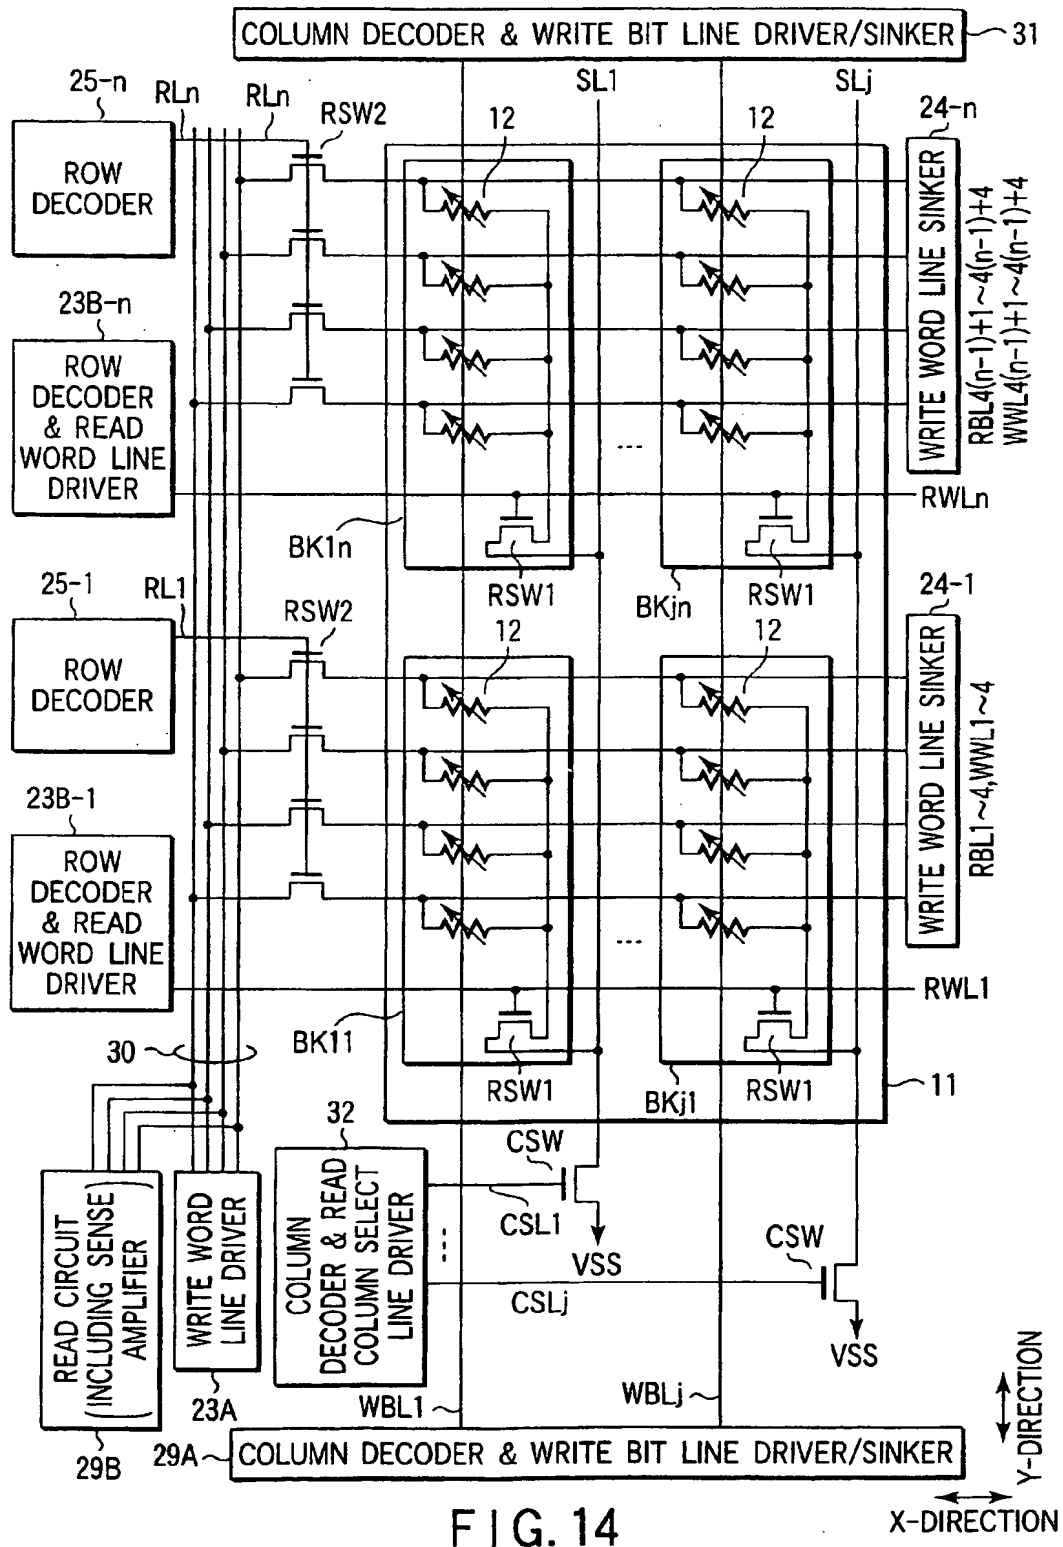 COLUMN DECODER & WRITE BIT LINE DRIVER/SINKER
31
25-n
RLn
RLn
RSW2
SL1
SLj
12
12
24-n
ROW
DECODER
WRITE WORD LINE SINKER
RBL4(n-1)+1~4(n-1)+4
WWL4(n-1)+1~4(n-1)+4
23B-n
ROW
DECODER
& READ
WORD LINE
DRIVER
...
...
RWLn
BK1n
RSW1
BKjn
RSW1
25-1
RL1
RSW2
12
12
24-1
ROW
DECODER
WRITE WORD LINE SINKER
RBL1~4,WWL1~4
23B-1
ROW
DECODER
& READ
WORD LINE
DRIVER
...
...
RWL1
30
BK11
RSW1
BKj1
RSW1
11
32
CSW
CSL1
VSS
CSW
CSLj
VSS
READ CIRCUIT
(INCLUDING SENSE
AMPLIFIER)
WRITE WORD
LINE DRIVER
COLUMN
DECODER & READ
COLUMN SELECT
LINE DRIVER
23A
29B
WBL1
WBLj
29A
COLUMN DECODER & WRITE BIT LINE DRIVER/SINKER
Y-DIRECTION
X-DIRECTION
FIG. 14